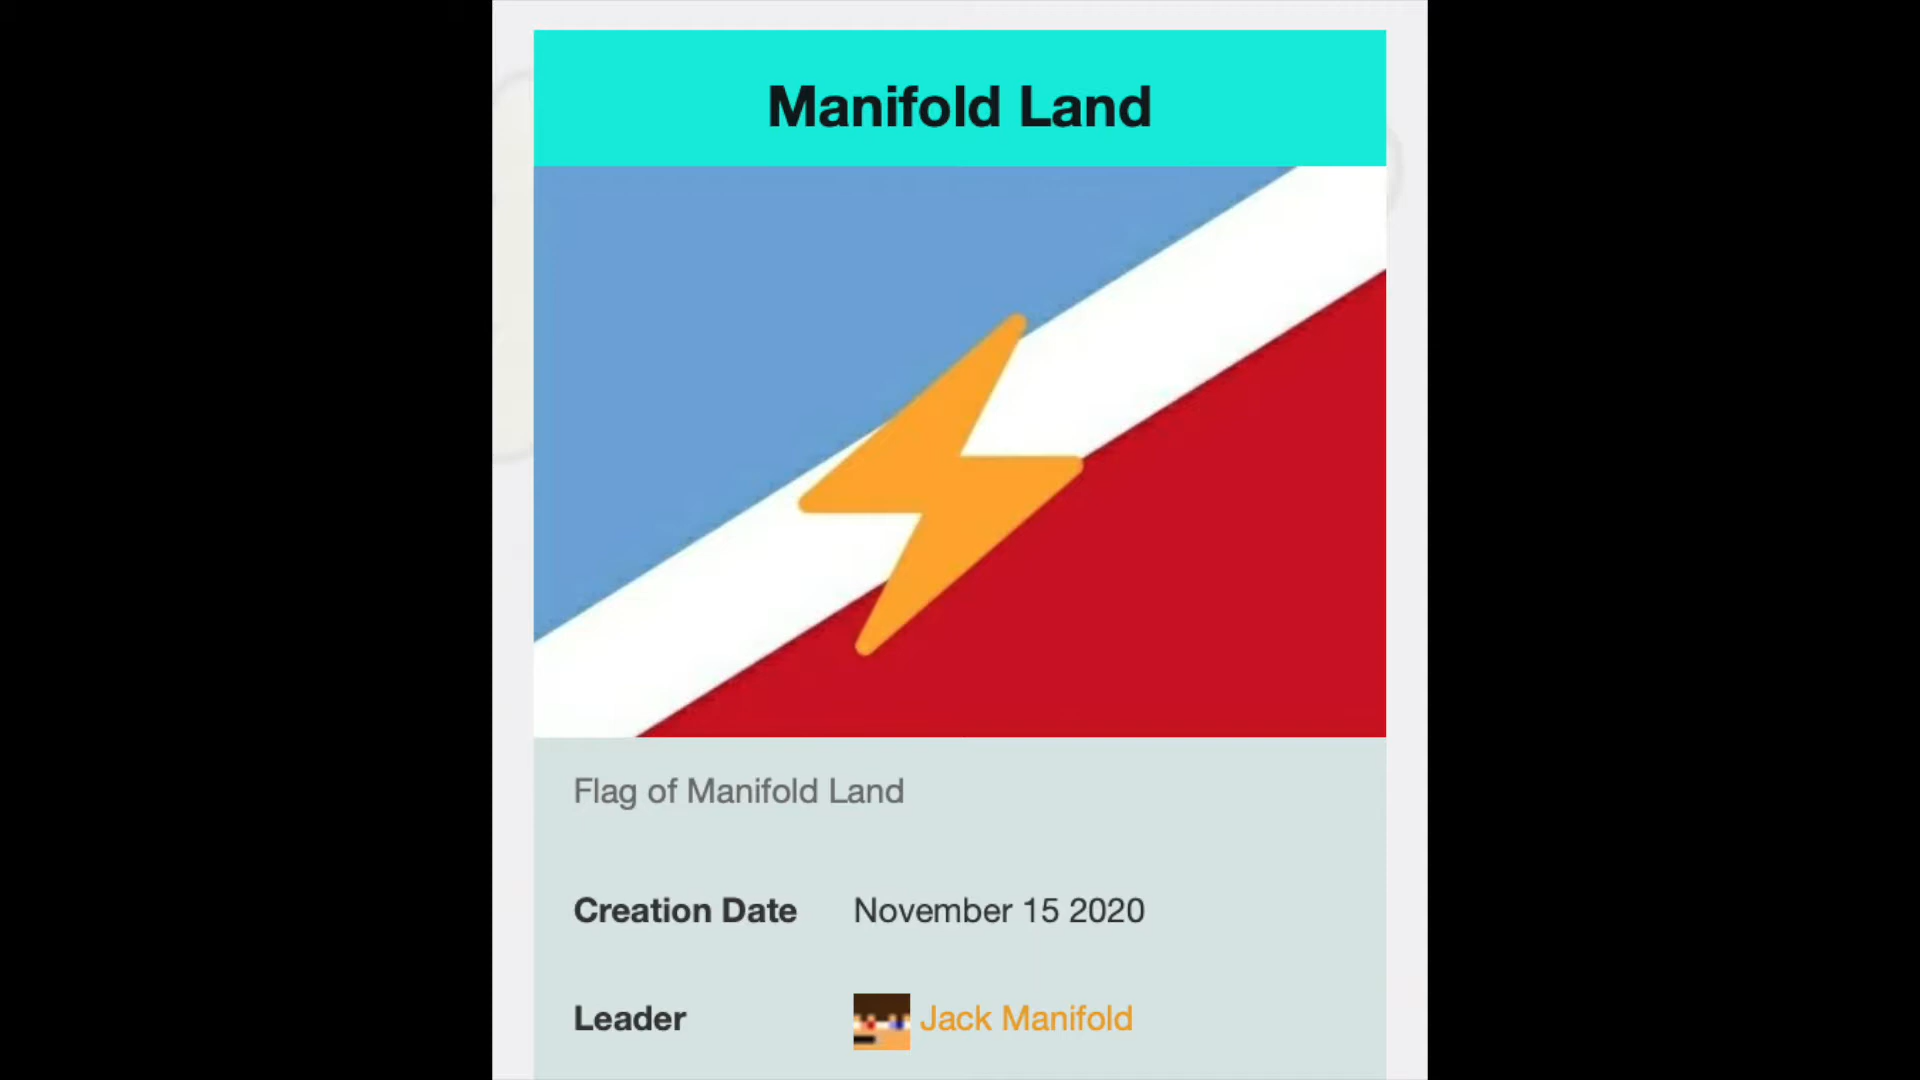 Manifold Land
Flag of Manifold Land
Creation Date November 15 2020
Leader Jack Manifold